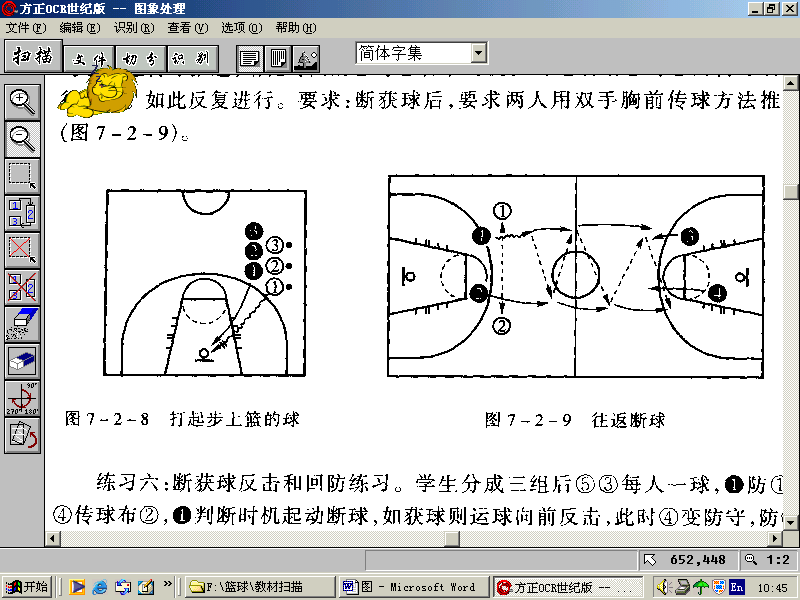 方正OCR世纪版 -- 图象处理
文件(F) 编辑(E) 识别(R) 查看(V) 选项(O) 帮助(H)
扫描 文件 切分 识别 简体字集
如此反复进行。要求:断获球后,要求两人用双手胸前传球方法推
(图7-2-9)。
❸ ③
❷ ②
❶ ①
① ❶ ❸
❷ ❹
②
图7-2-8 打起步上篮的球
图7-2-9 往返断球
练习六:断获球反击和回防练习。学生分成三组后⑤③每人一球,❶防①
④传球布②,❶判断时机起动断球,如获球则运球向前反击,此时④变防守,防
90°
270° 180°
652,448 1:2
开始 F:\篮球\教材扫描 图 - Microsoft Word 方正OCR世纪版 -- ... En 10:45